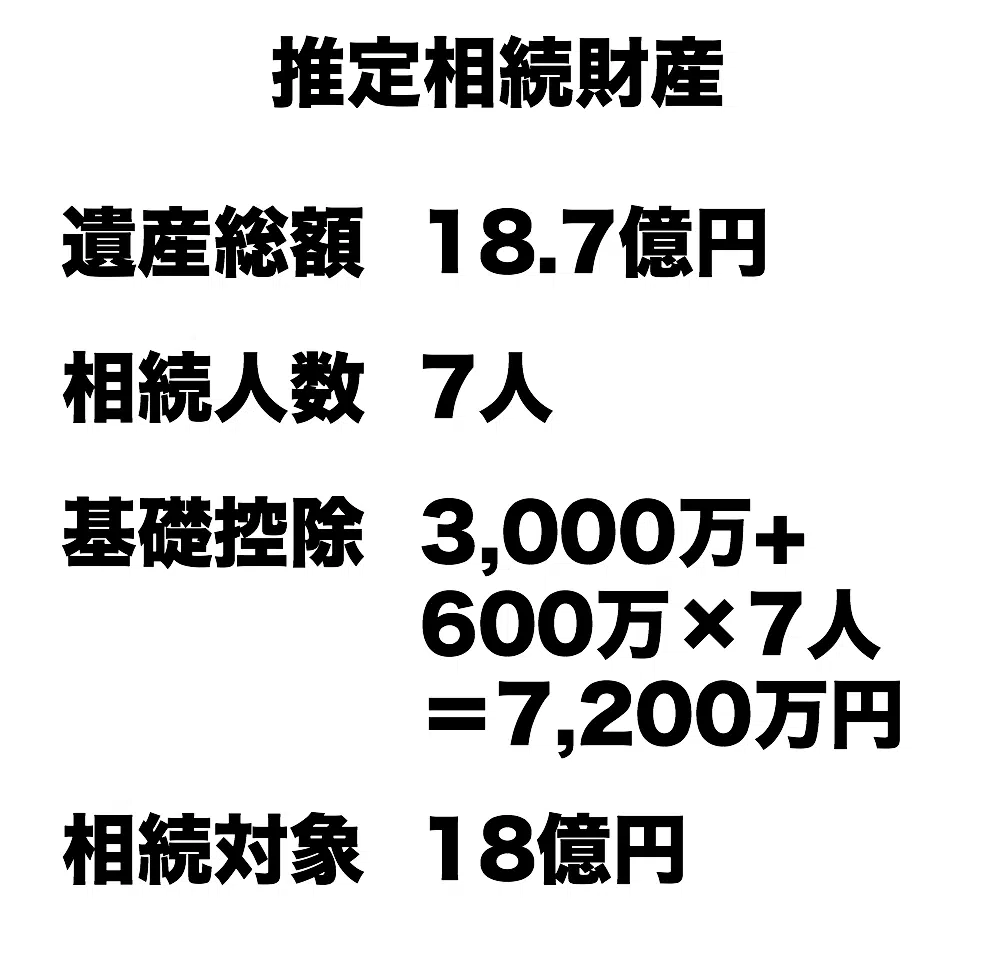 推定相続財産
遺産総額 18.7億円
相続人数 7人
基礎控除 3,000万+
600万×7人
=7,200万円
相続対象 18億円